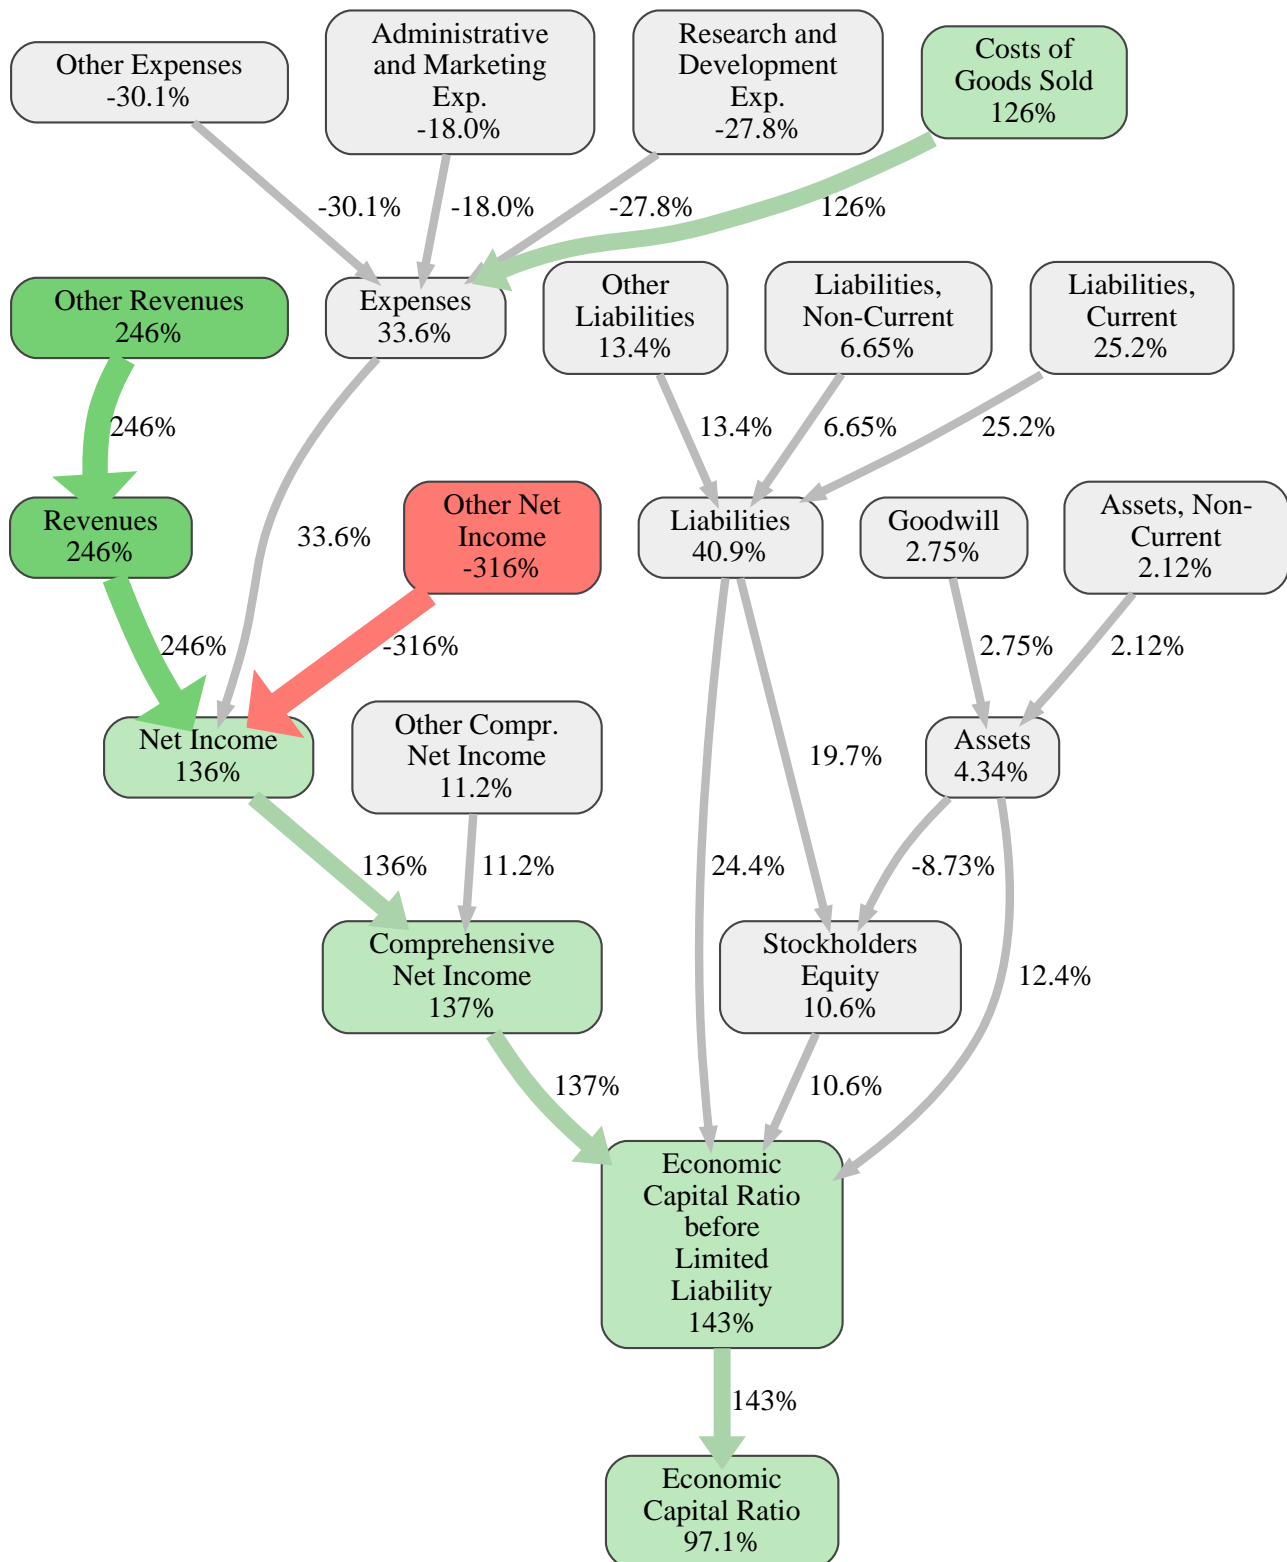 Other Expenses
-30.1%
Administrative
and Marketing
Exp.
-18.0%
Research and
Development
Exp.
-27.8%
Costs of
Goods Sold
126%
-30.1%
-18.0%
-27.8%
126%
Other Revenues
246%
Expenses
33.6%
Other
Liabilities
13.4%
Liabilities,
Non-Current
6.65%
Liabilities,
Current
25.2%
246%
13.4%
6.65%
25.2%
Revenues
246%
33.6%
Other Net
Income
-316%
Liabilities
40.9%
Goodwill
2.75%
Assets, Non-
Current
2.12%
246%
-316%
2.75%
2.12%
Net Income
136%
Other Compr.
Net Income
11.2%
19.7%
Assets
4.34%
136%
11.2%
24.4%
-8.73%
Comprehensive
Net Income
137%
Stockholders
Equity
10.6%
12.4%
137%
10.6%
Economic
Capital Ratio
before
Limited
Liability
143%
143%
Economic
Capital Ratio
97.1%